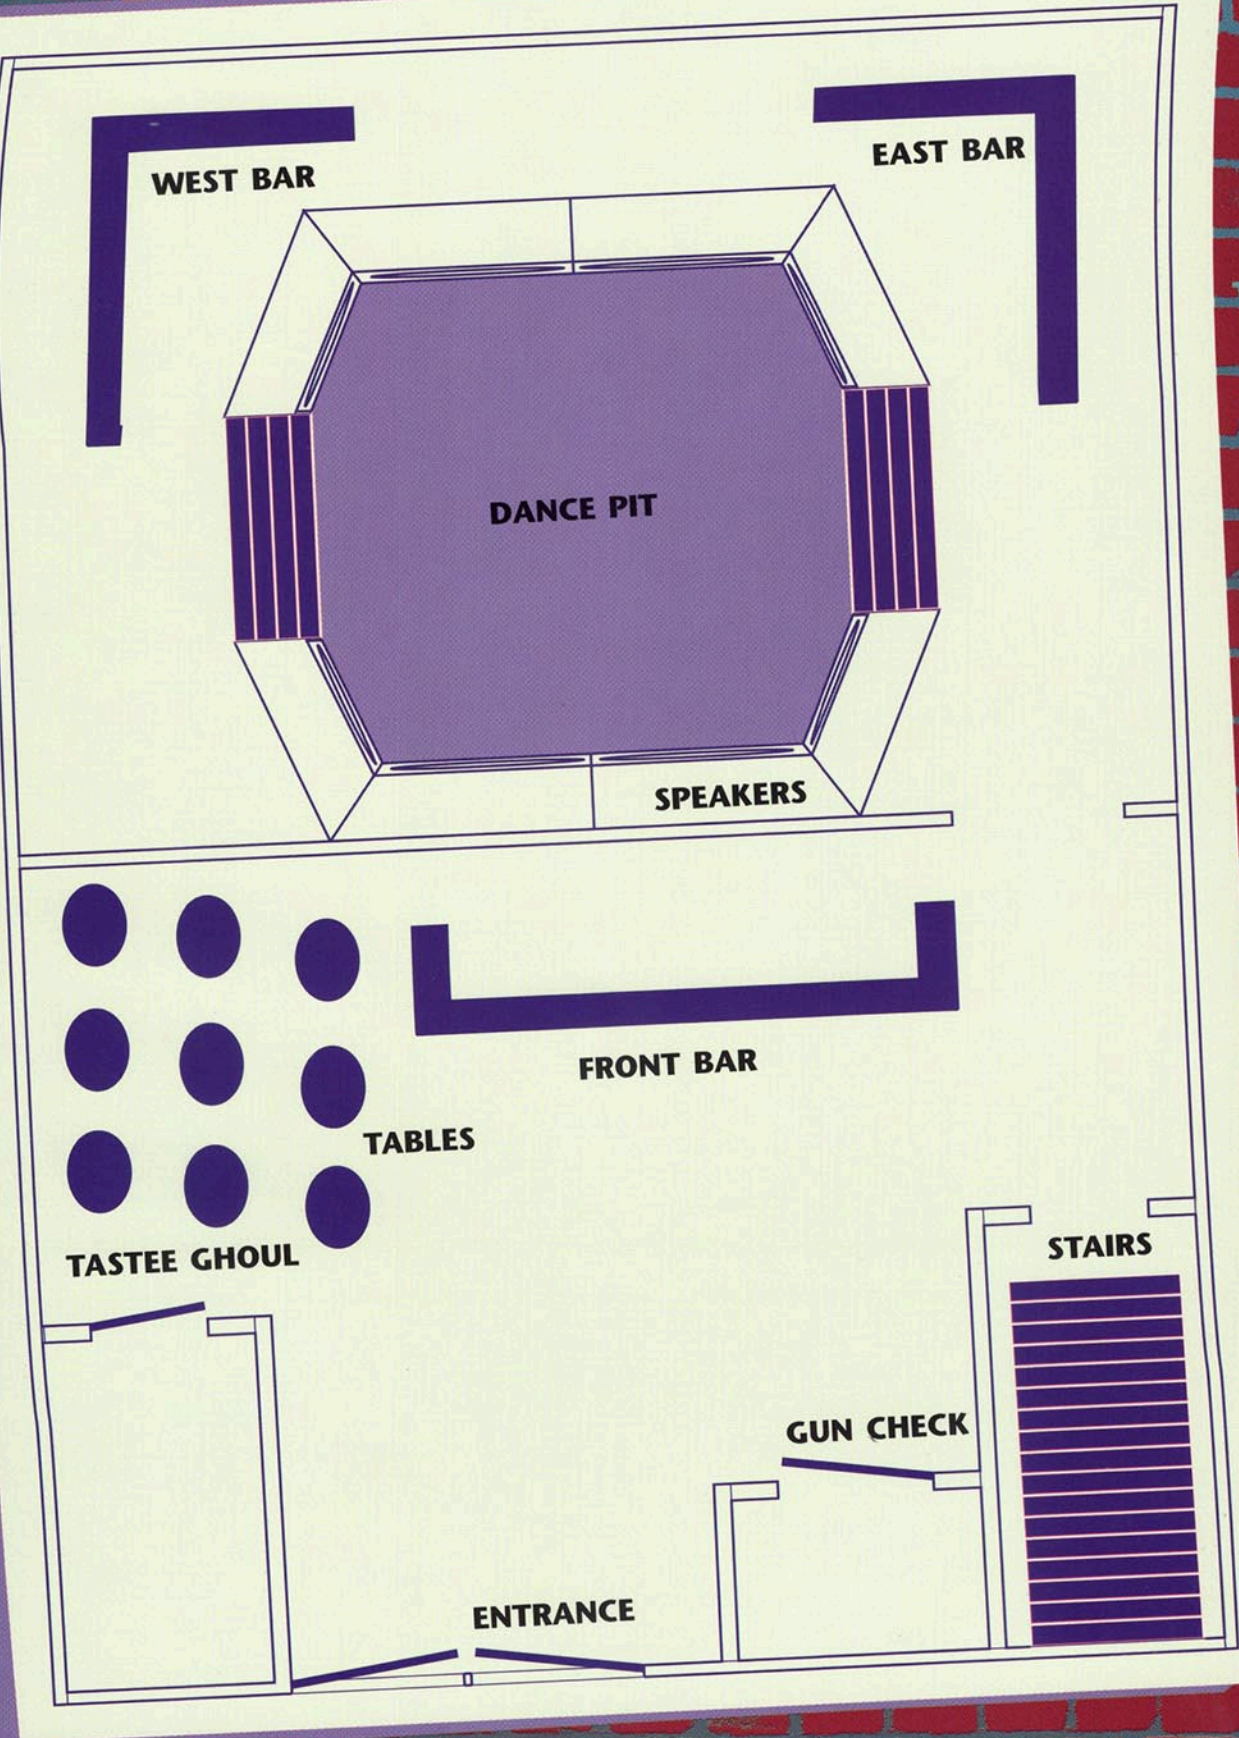 WEST BAR
EAST BAR
DANCE PIT
SPEAKERS
FRONT BAR
TABLES
TASTEE GHOUL
STAIRS
GUN CHECK
ENTRANCE